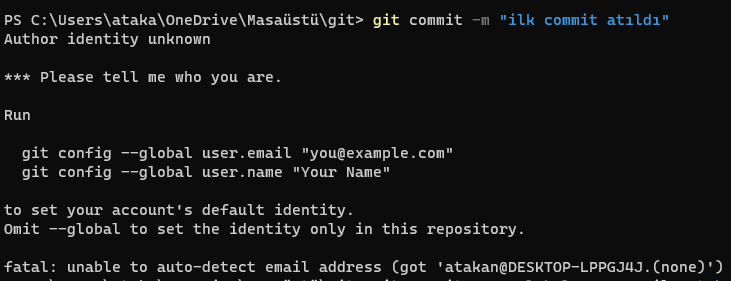 PS C:\Users\ataka\OneDrive\Masaüstü\git> git commit -m "ilk commit atıldı"
Author identity unknown
*** Please tell me who you are.
Run
git config --global user.email "you@example.com"
git config --global user.name "Your Name"
to set your account's default identity.
Omit --global to set the identity only in this repository.
fatal: unable to auto-detect email address (got 'atakan@DESKTOP-LPPGJ4J.(none)')